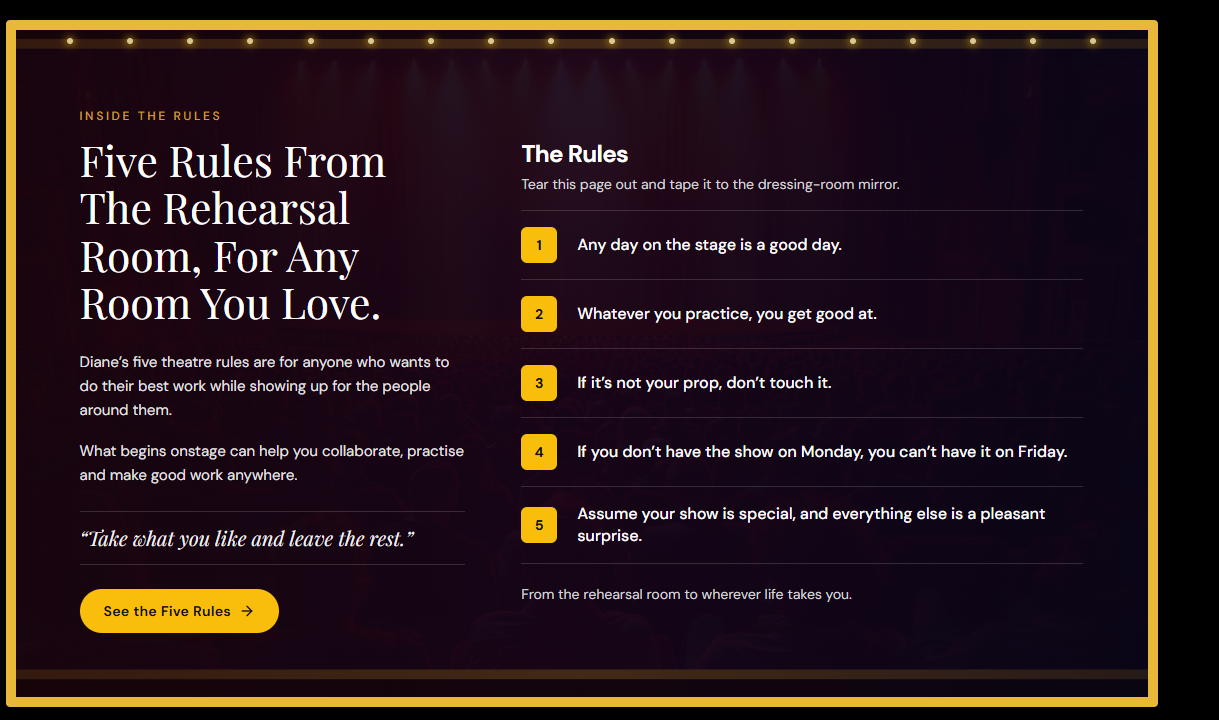 INSIDE THE RULES
Five Rules From
The Rehearsal
Room, For Any
Room You Love.
Diane’s five theatre rules are for anyone who wants to
do their best work while showing up for the people
around them.
What begins onstage can help you collaborate, practise
and make good work anywhere.
“Take what you like and leave the rest.”
See the Five Rules →
The Rules
Tear this page out and tape it to the dressing-room mirror.
1 Any day on the stage is a good day.
2 Whatever you practice, you get good at.
3 If it’s not your prop, don’t touch it.
4 If you don’t have the show on Monday, you can’t have it on Friday.
5 Assume your show is special, and everything else is a pleasant
surprise.
From the rehearsal room to wherever life takes you.